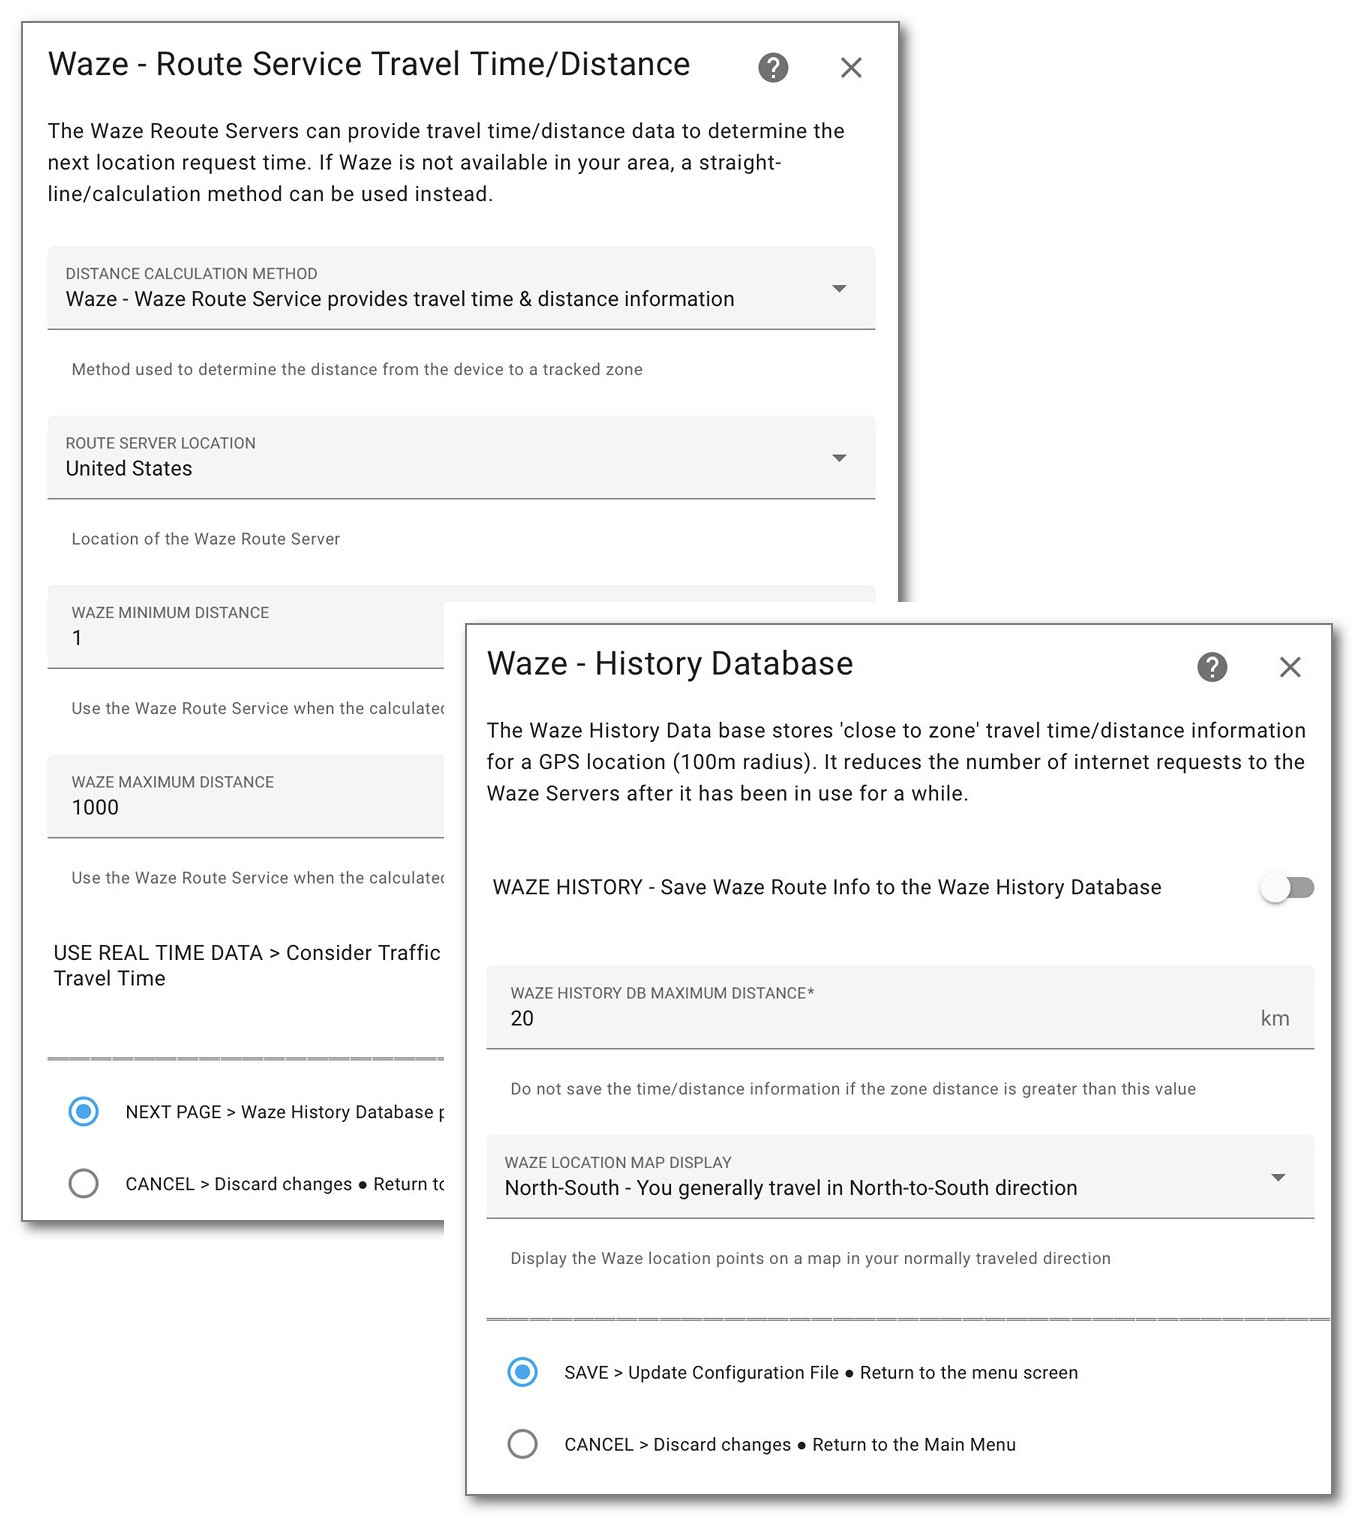 Waze - Route Service Travel Time/Distance
The Waze Reoute Servers can provide travel time/distance data to determine the
next location request time. If Waze is not available in your area, a straight-
line/calculation method can be used instead.
DISTANCE CALCULATION METHOD
Waze - Waze Route Service provides travel time & distance information
Method used to determine the distance from the device to a tracked zone
ROUTE SERVER LOCATION
United States
Location of the Waze Route Server
WAZE MINIMUM DISTANCE
1
Use the Waze Route Service when the calculated
WAZE MAXIMUM DISTANCE
1000
Use the Waze Route Service when the calculated
USE REAL TIME DATA > Consider Traffic
Travel Time
NEXT PAGE > Waze History Database
CANCEL > Discard changes ● Return to
Waze - History Database
The Waze History Data base stores 'close to zone' travel time/distance information
for a GPS location (100m radius). It reduces the number of internet requests to the
Waze Servers after it has been in use for a while.
WAZE HISTORY - Save Waze Route Info to the Waze History Database
WAZE HISTORY DB MAXIMUM DISTANCE*
20 km
Do not save the time/distance information if the zone distance is greater than this value
WAZE LOCATION MAP DISPLAY
North-South - You generally travel in North-to-South direction
Display the Waze location points on a map in your normally traveled direction
SAVE > Update Configuration File ● Return to the menu screen
CANCEL > Discard changes ● Return to the Main Menu